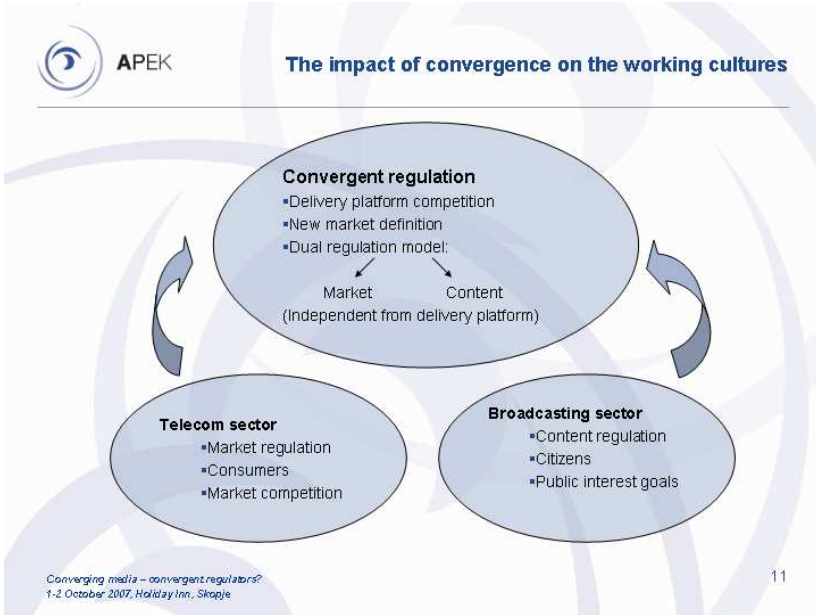 APEK
The impact of convergence on the working cultures
Convergent regulation
▪Delivery platform competition
▪New market definition
▪Dual regulation model:
Market Content
(Independent from delivery platform)
Telecom sector
▪Market regulation
▪Consumers
▪Market competition
Broadcasting sector
▪Content regulation
▪Citizens
▪Public interest goals
Converging media – convergent regulators?
1-2 October 2007, Holiday Inn, Skopje
11